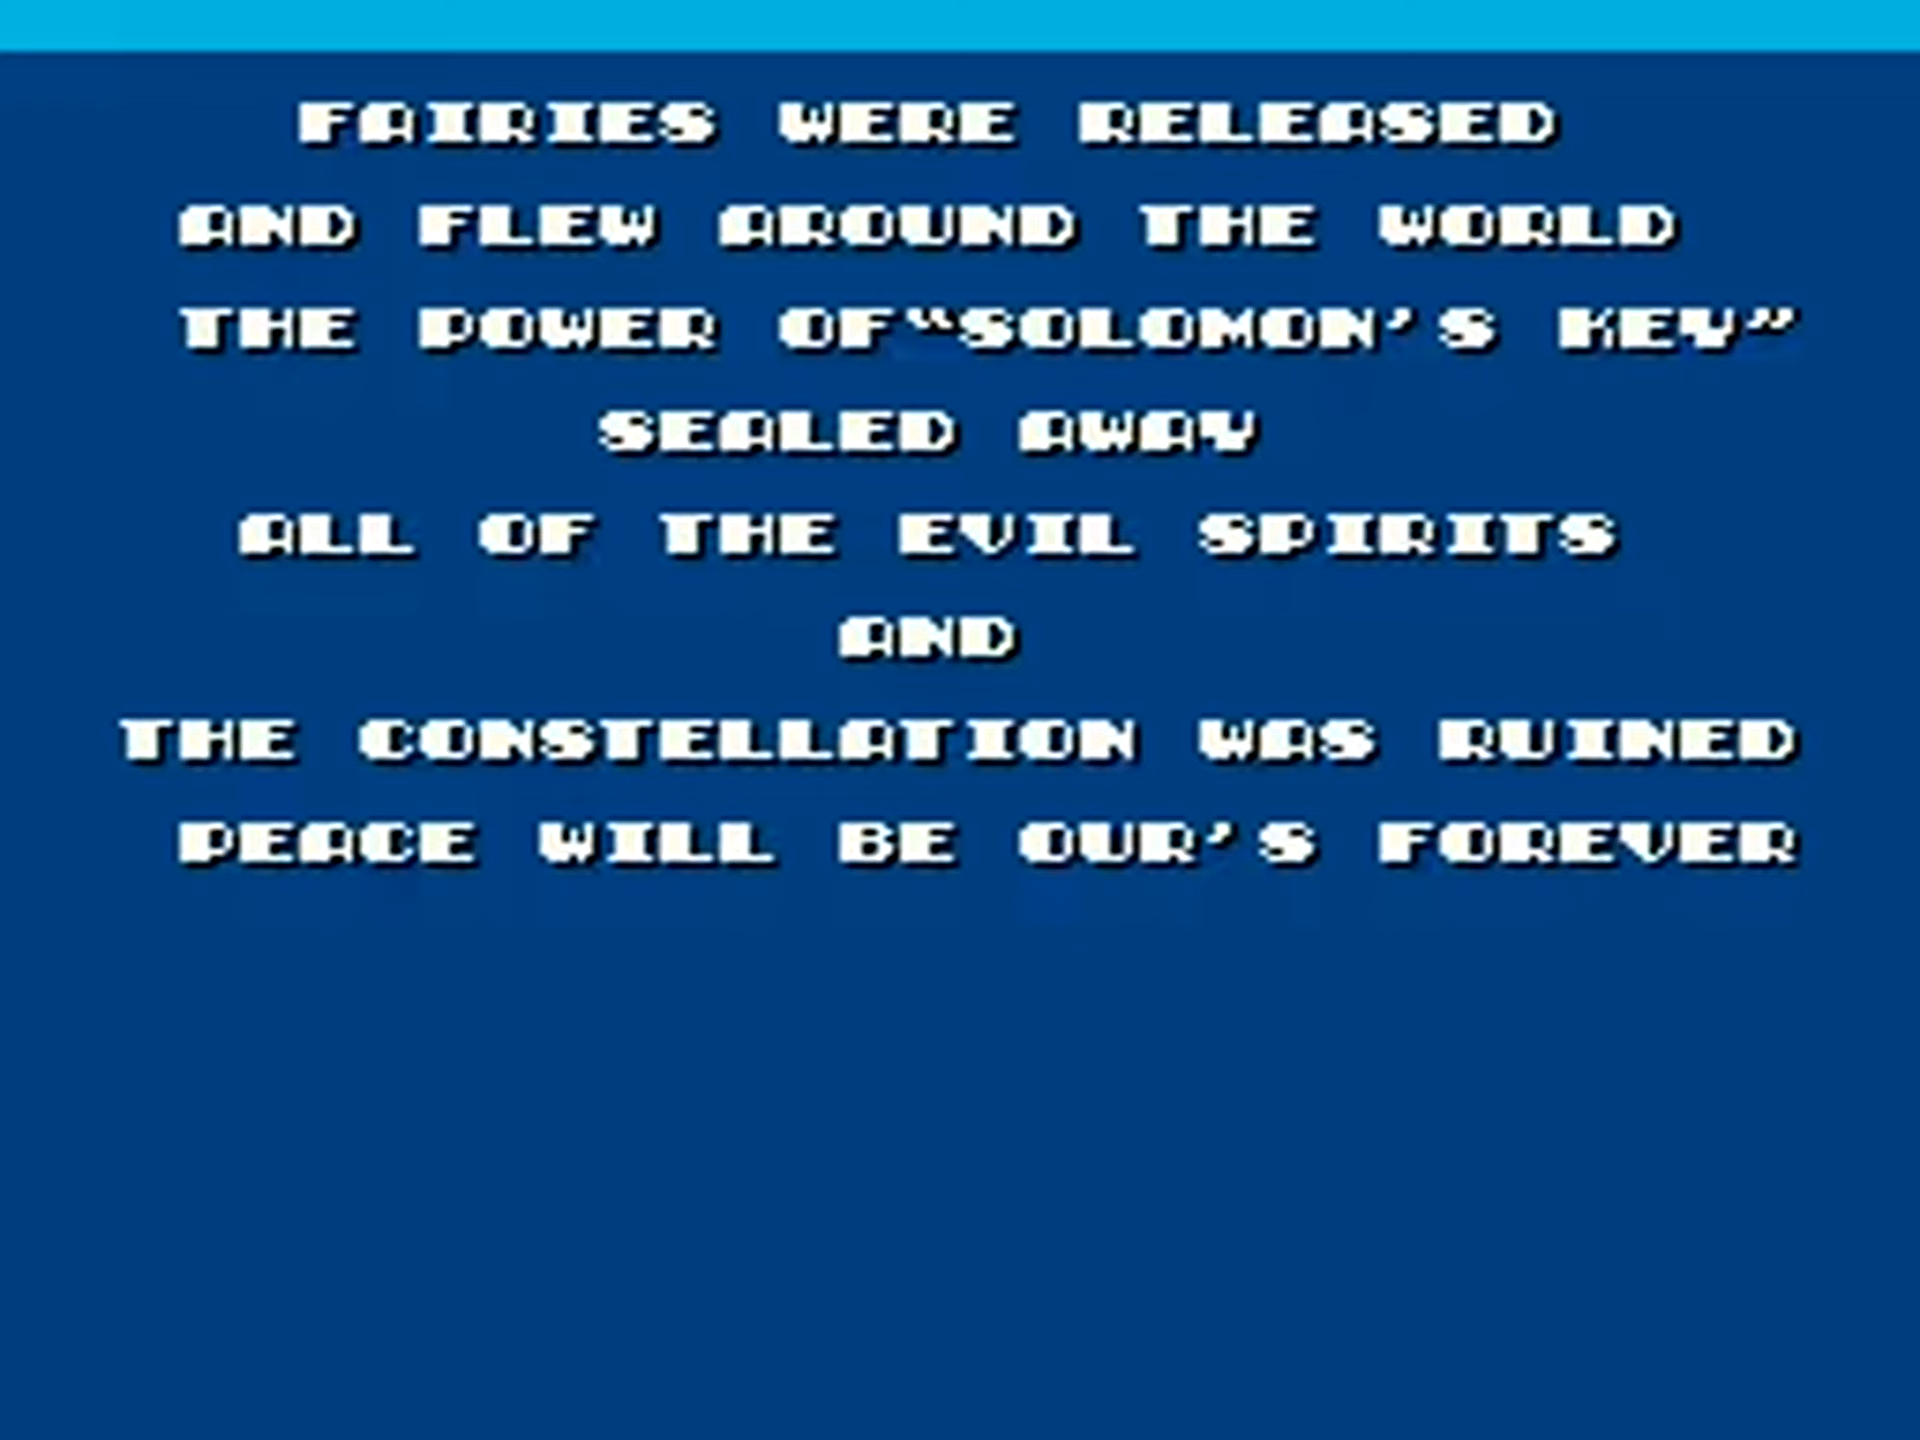 FAIRIES WERE RELEASED
AND FLEW AROUND THE WORLD
THE POWER OF“SOLOMON'S KEY”
SEALED AWAY
ALL OF THE EVIL SPIRITS
AND
THE CONSTELLATION WAS RUINED
PEACE WILL BE OUR'S FOREVER